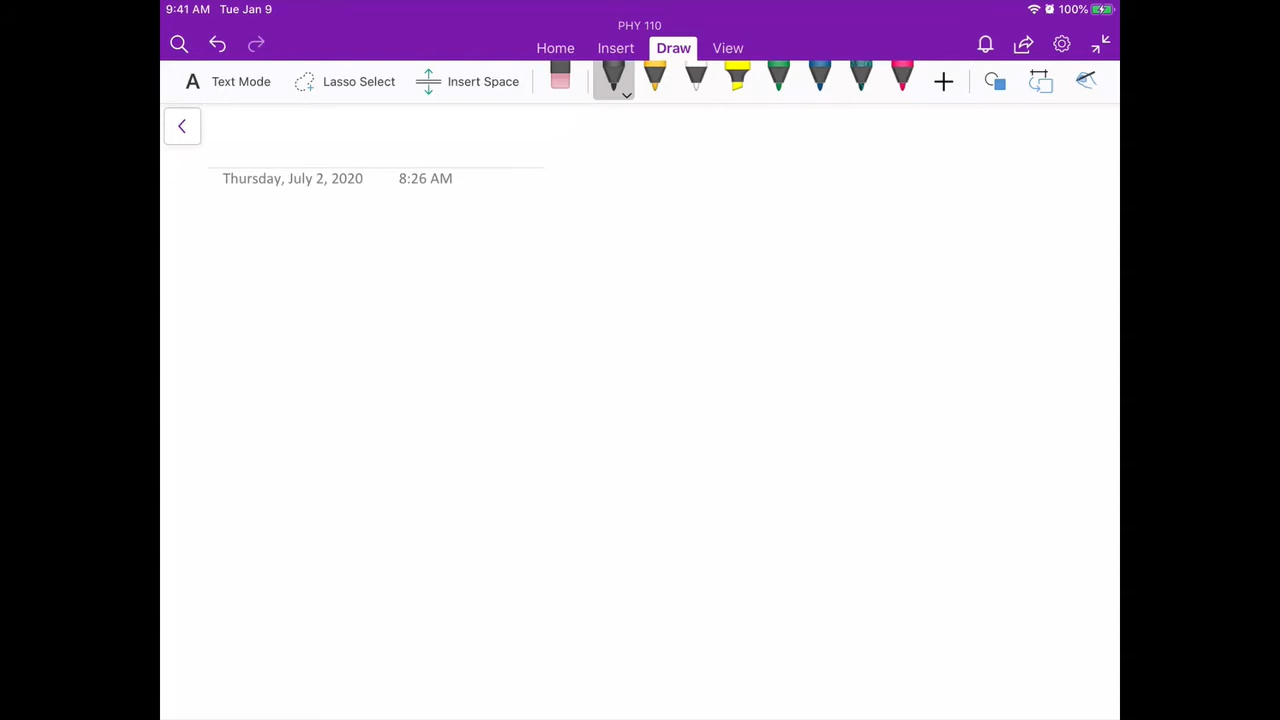 9:41 AM Tue Jan 9 100%
PHY 110
Home Insert Draw View
A Text Mode Lasso Select Insert Space
Thursday, July 2, 2020 8:26 AM